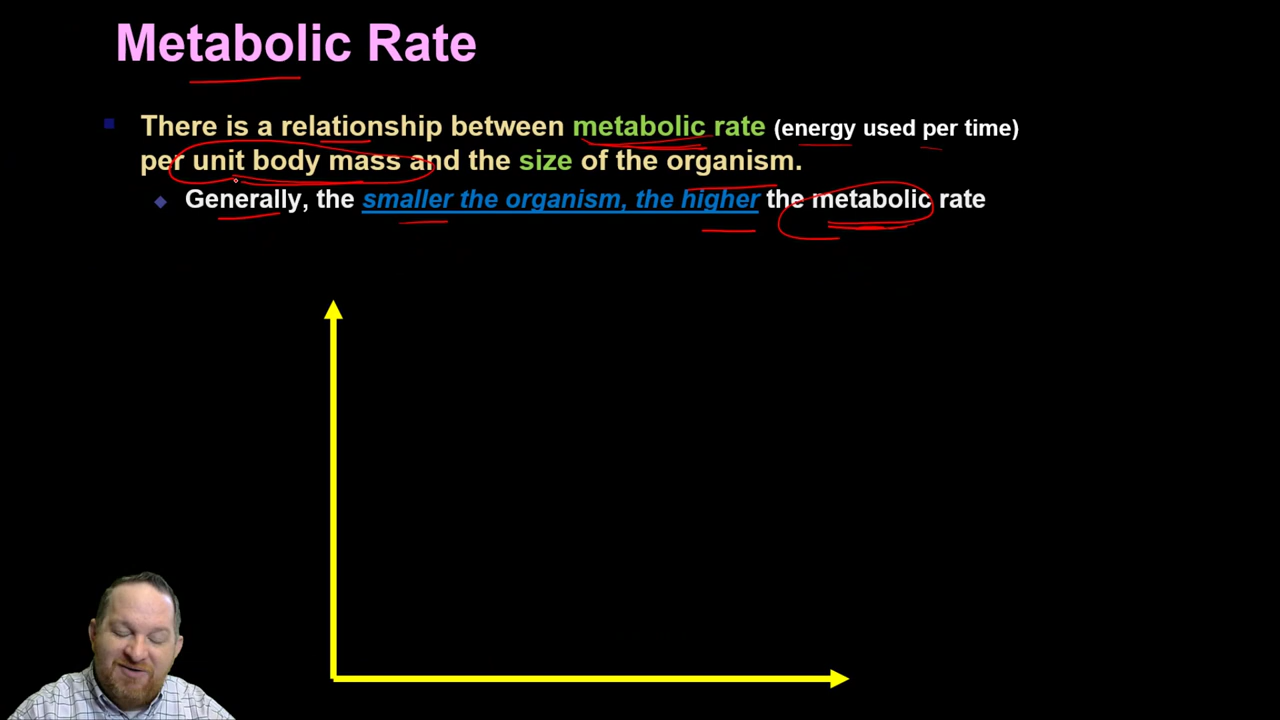 Metabolic Rate
There is a relationship between metabolic rate (energy used per time)
per unit body mass and the size of the organism.
Generally, the smaller the organism, the higher the metabolic rate